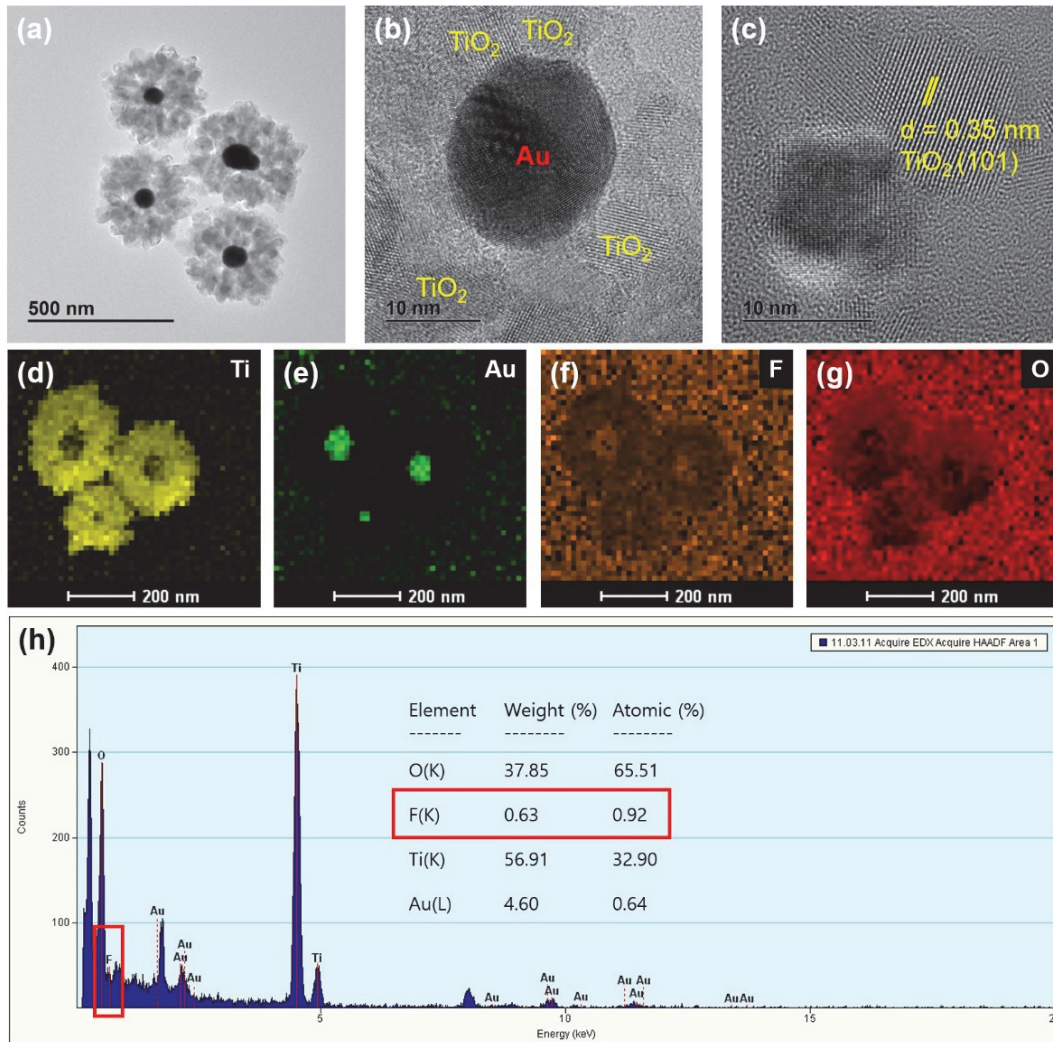 (a)
500 nm
(b)
TiO2 TiO2
Au
TiO2
TiO2
10 nm
(c)
d = 0.35 nm
TiO2 (101)
10 nm
(d) Ti
200 nm
(e) Au
200 nm
(f) F
200 nm
(g) O
200 nm
(h)
11.03.11 Acquire EDX Acquire HAADF Area 1
Element Weight (%) Atomic (%)
------- -------- --------
O(K) 37.85 65.51
F(K) 0.63 0.92
Ti(K) 56.91 32.90
Au(L) 4.60 0.64
Counts
400
300
200
100
O
F
Au
Au
Au
Au
Ti
Ti
Au
Au
Au
Au
Au
Au
Au
Au Au
5 10 15 2
Energy (keV)